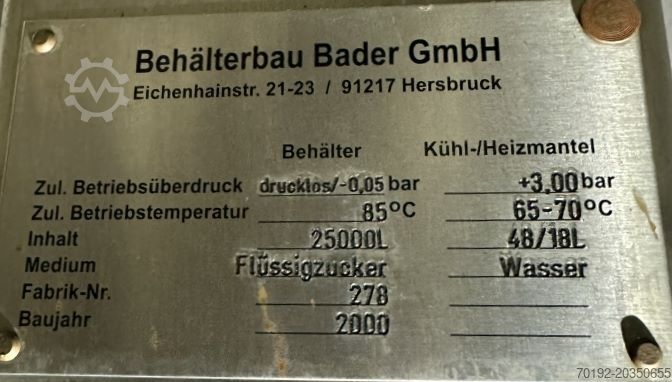 Behälterbau Bader GmbH
Eichenhainstr. 21-23 / 91217 Hersbruck
Behälter Kühl-/Heizmantel
Zul. Betriebsüberdruck drucklos/-0,05 bar +3,00 bar
Zul. Betriebstemperatur 85°C 65-70°C
Inhalt 25000L 48/18L
Medium Flüssigzucker Wasser
Fabrik-Nr. 278
Baujahr 2000
70192-20350655